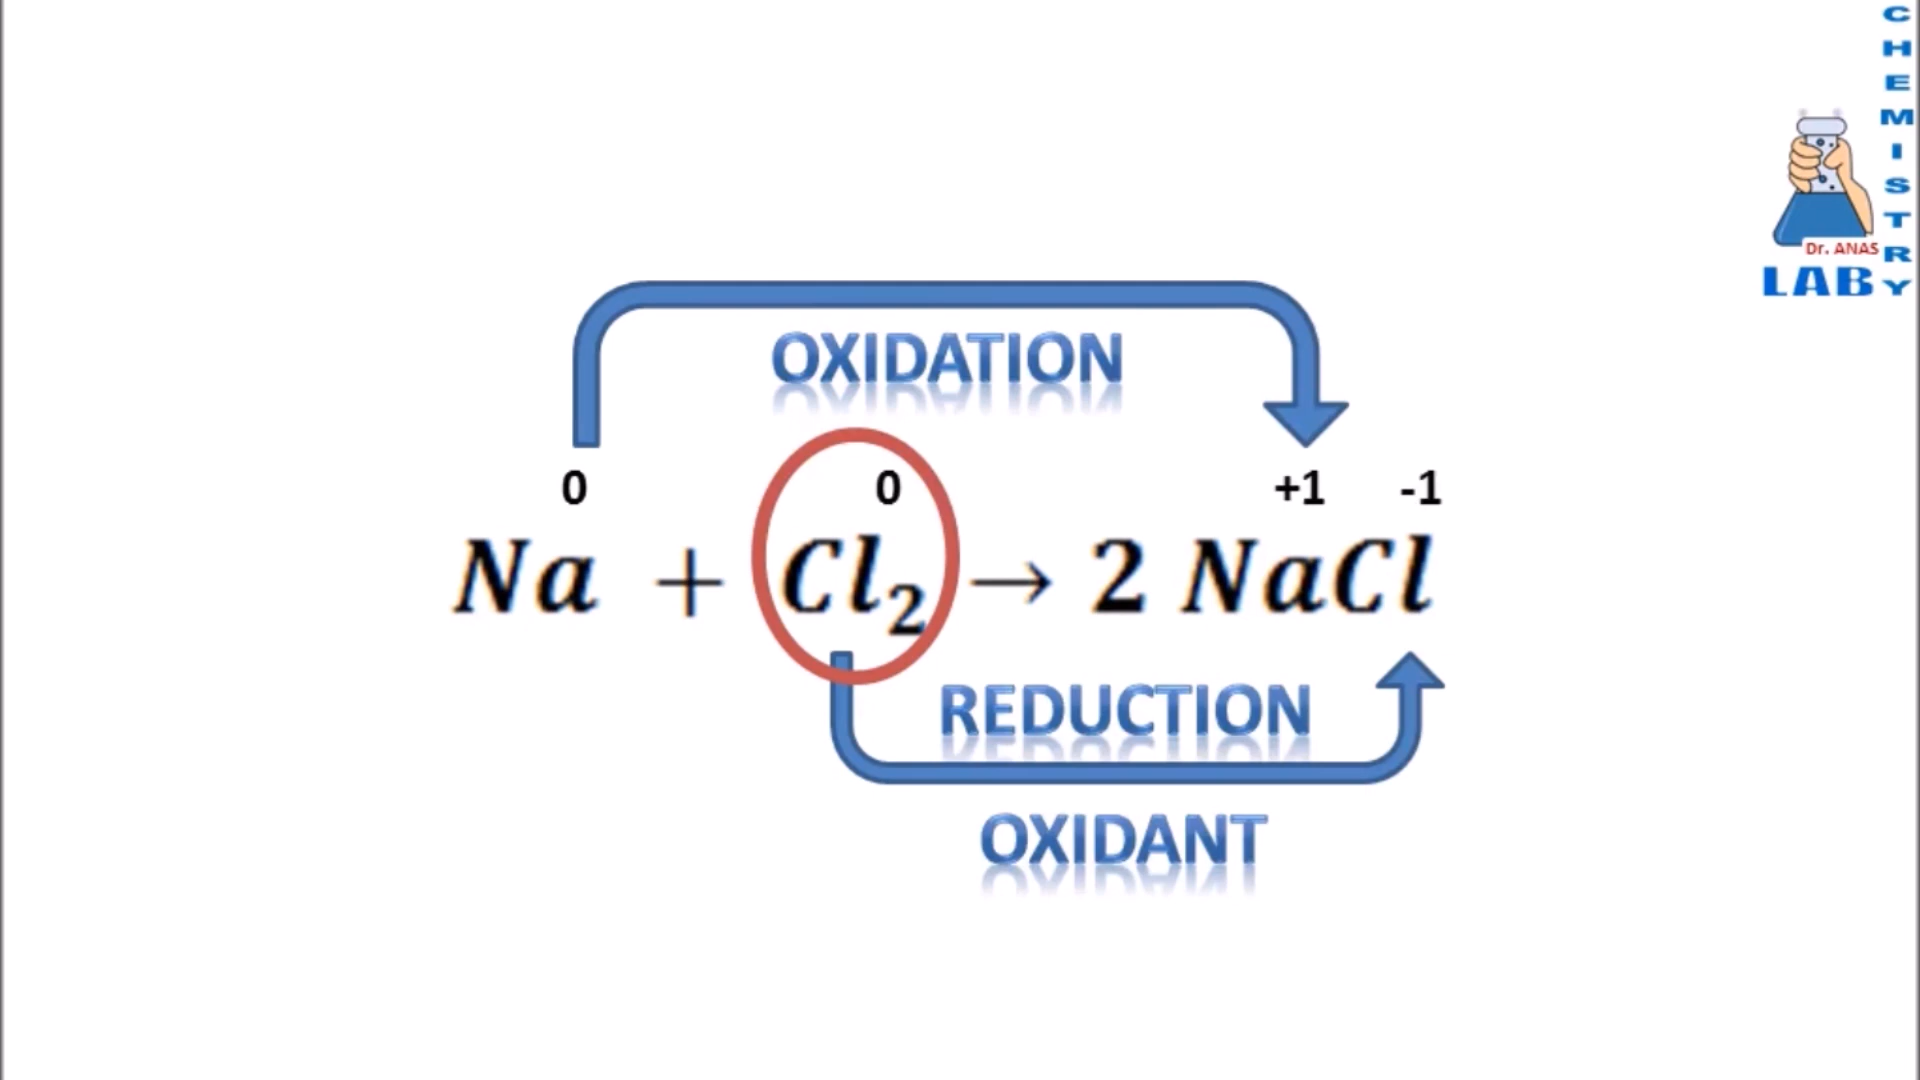 OXIDATION
0 0 +1 -1
Na + Cl₂ → 2 NaCl
REDUCTION
OXIDANT
CHEMISTRY
Dr. ANAS
LAB